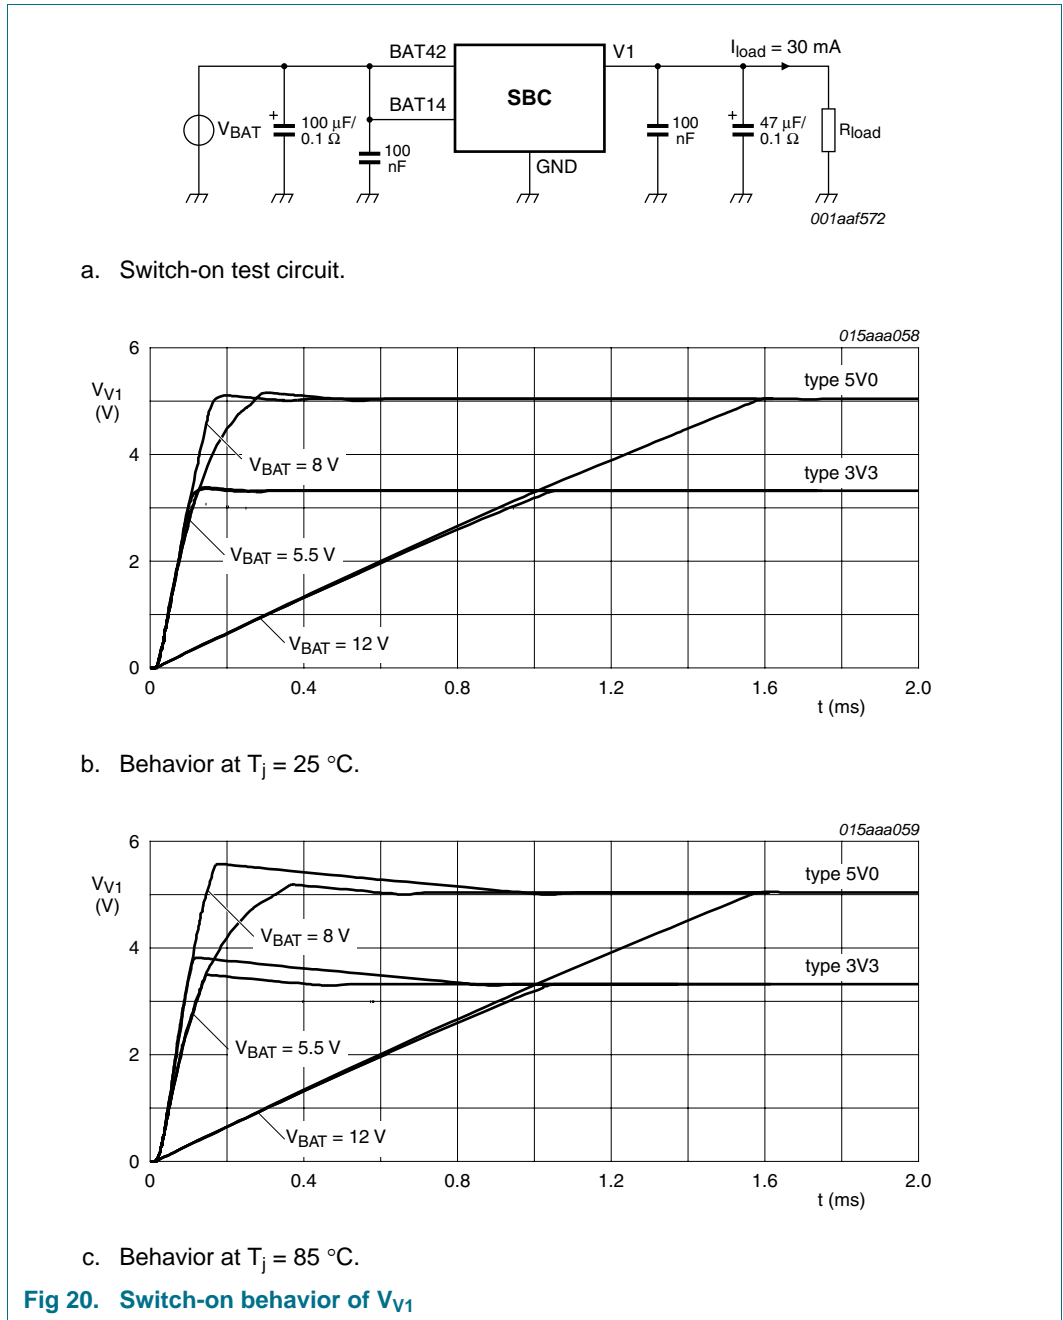 BAT42
V1
Iload = 30 mA
BAT14
SBC
VBAT
+
100 μF/
0.1 Ω
100
nF
GND
100
nF
+
47 μF/
0.1 Ω
Rload
001aaf572
a. Switch-on test circuit.
015aaa058
6
VV1
(V)
type 5V0
4
VBAT = 8 V
type 3V3
VBAT = 5.5 V
2
VBAT = 12 V
0
0 0.4 0.8 1.2 1.6 2.0
t (ms)
b. Behavior at Tj = 25 °C.
015aaa059
6
VV1
(V)
type 5V0
4
VBAT = 8 V
type 3V3
VBAT = 5.5 V
2
VBAT = 12 V
0
0 0.4 0.8 1.2 1.6 2.0
t (ms)
c. Behavior at Tj = 85 °C.
Fig 20. Switch-on behavior of VV1